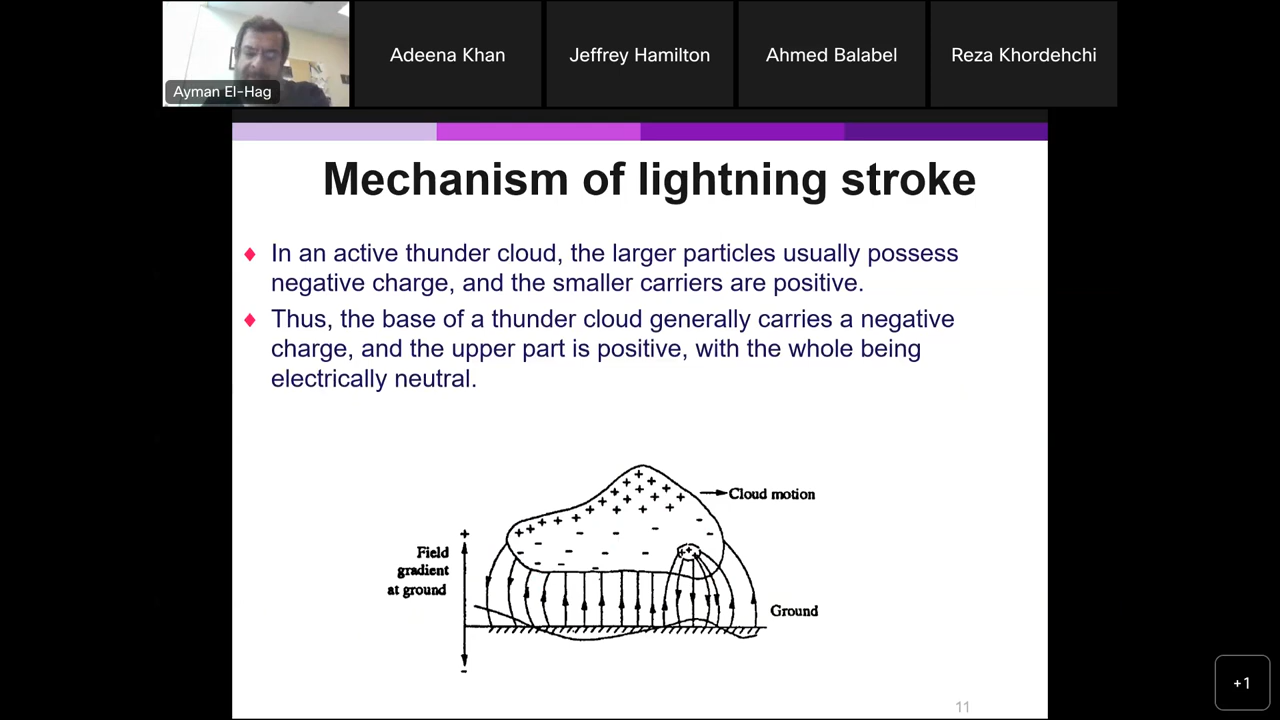 Ayman El-Hag
Adeena Khan
Jeffrey Hamilton
Ahmed Balabel
Reza Khordehchi
Mechanism of lightning stroke
In an active thunder cloud, the larger particles usually possess
negative charge, and the smaller carriers are positive.
Thus, the base of a thunder cloud generally carries a negative
charge, and the upper part is positive, with the whole being
electrically neutral.
Cloud motion
Field
gradient
at ground
Ground
+1
11